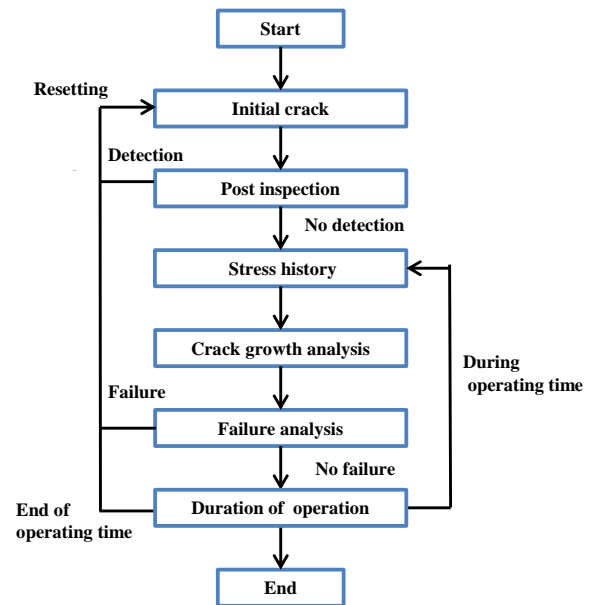 Start
Resetting
Initial crack
Detection
Post inspection
No detection
Stress history
Crack growth analysis
During
operating time
Failure
Failure analysis
No failure
End of
operating time
Duration of operation
End